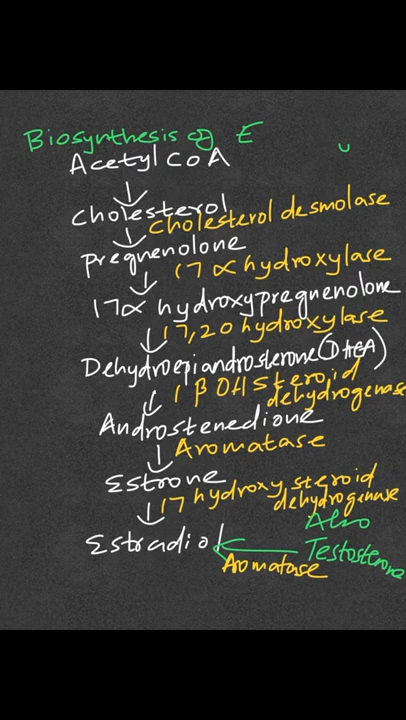 Biosynthesis of E
Acetyl CoA
Cholesterol
Cholesterol desmolase
pregnenolone
17 α hydroxylase
17α hydroxypregnenolone
17,20 hydroxylase
Dehydroepiandrosterone (DHEA)
1 β OH Steroid
dehydrogenase
Androstenedione
Aromatase
Estrone
17 hydroxy steroid
dehydrogenase
Also
Estradiol
Testosterone
Aromatase